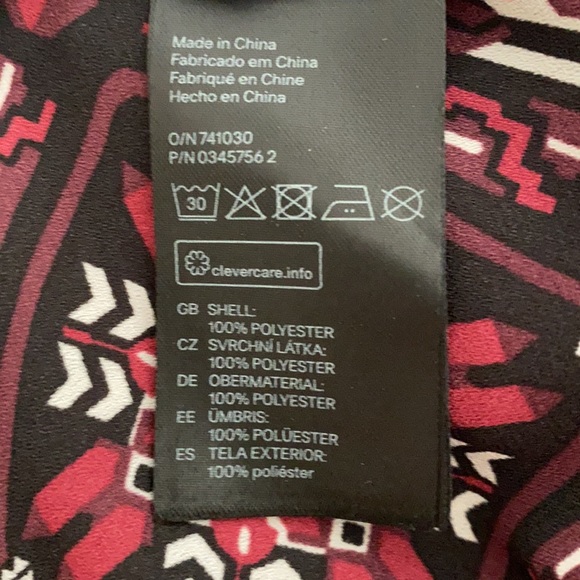 Made in China
Fabricado em China
Fabriqué en Chine
Hecho en China
O/N 741030
P/N 0345756 2
30
clevercare.info
GB SHELL:
100% POLYESTER
CZ SVRCHNÍ LÁTKA:
100% POLYESTER
DE OBERMATERIAL:
100% POLYESTER
EE ÜMBRIS:
100% POLÜESTER
ES TELA EXTERIOR:
100% poliéster